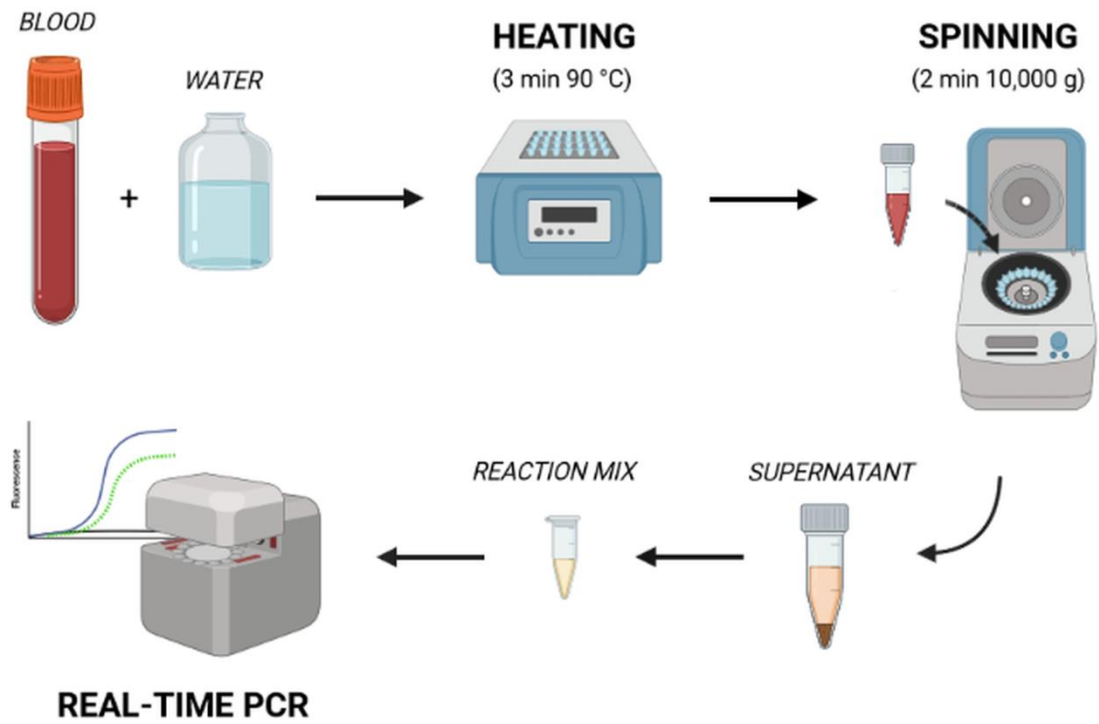 BLOOD
WATER
+
HEATING
(3 min 90 °C)
SPINNING
(2 min 10,000 g)
SUPERNATANT
REACTION MIX
Fluorescence
REAL-TIME PCR